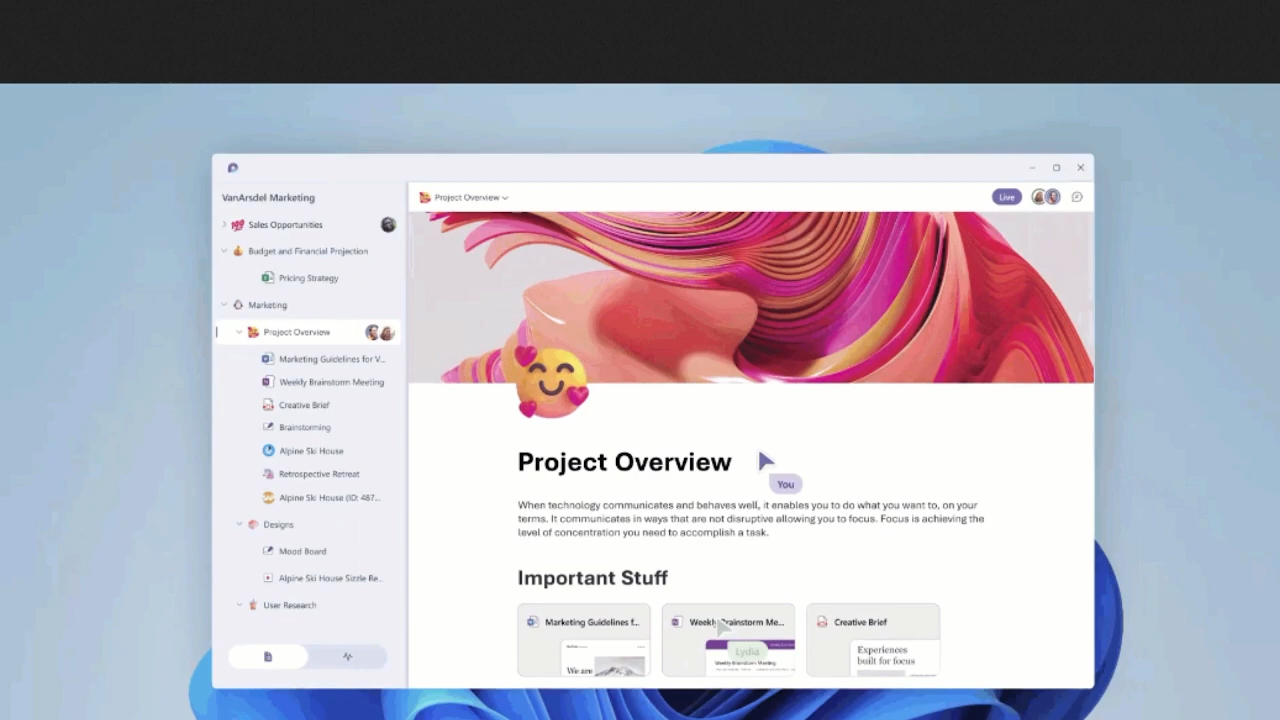 VanArsdel Marketing
Sales Opportunities
Budget and Financial Projection
Pricing Strategy
Marketing
Project Overview
Marketing Guidelines for V...
Weekly Brainstorm Meeting
Creative Brief
Brainstorming
Alpine Ski House
Retrospective Retreat
Alpine Ski House (ID: 487...
Designs
Mood Board
Alpine Ski House Sizzle Re...
User Research
Project Overview
Live
Project Overview
You
When technology communicates and behaves well, it enables you to do what you want to, on your
terms. It communicates in ways that are not disruptive allowing you to focus. Focus is achieving the
level of concentration you need to accomplish a task.
Important Stuff
Marketing Guidelines f...
We are
Weekly Brainstorm Me...
Lydia
Weekly Brainstorm Meeting
Creative Brief
Experiences
built for focus